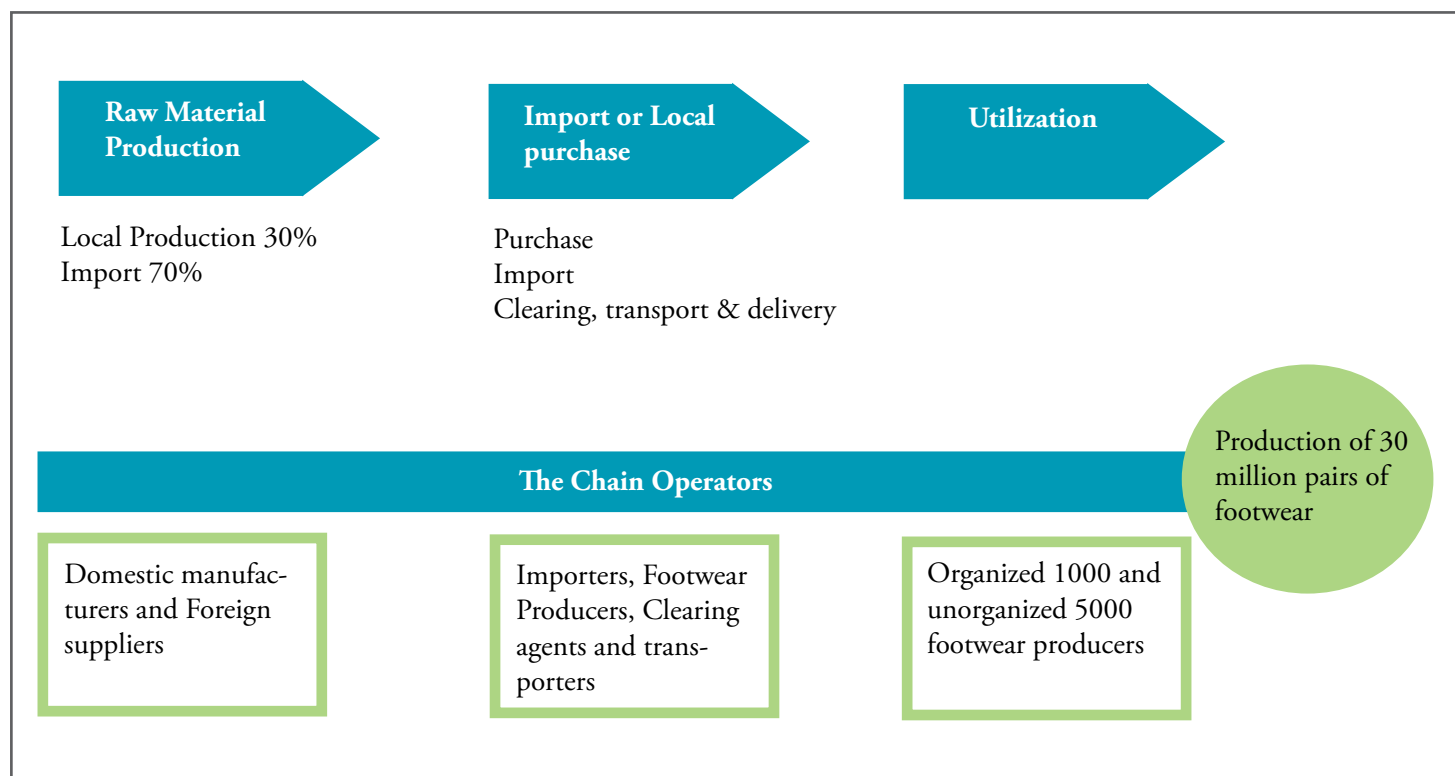 Raw Material
Production
Import or Local
purchase
Utilization
Local Production 30%
Import 70%
Purchase
Import
Clearing, transport & delivery
The Chain Operators
Production of 30
million pairs of
footwear
Domestic manufac-
turers and Foreign
suppliers
Importers, Footwear
Producers, Clearing
agents and trans-
porters
Organized 1000 and
unorganized 5000
footwear producers